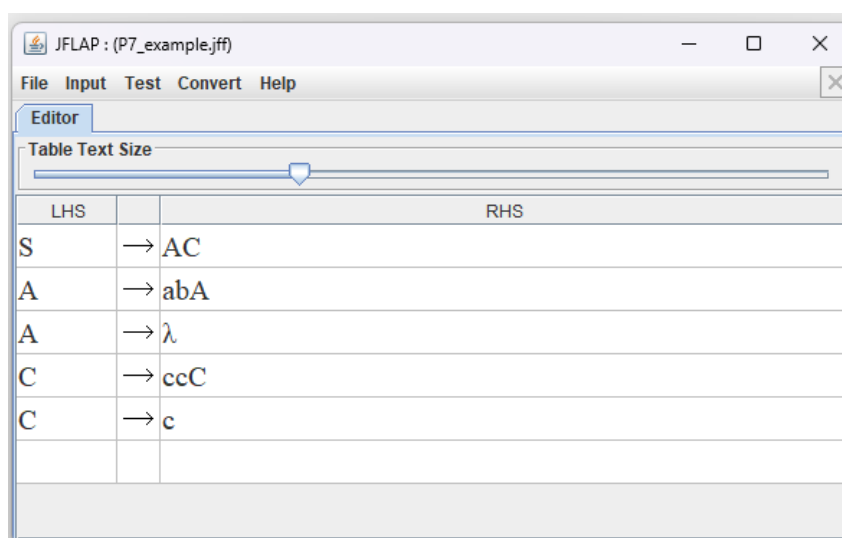 JFLAP : (P7_example.jff)
File Input Test Convert Help
Editor
Table Text Size
LHS RHS
S → AC
A → abA
A → λ
C → ccC
C → c